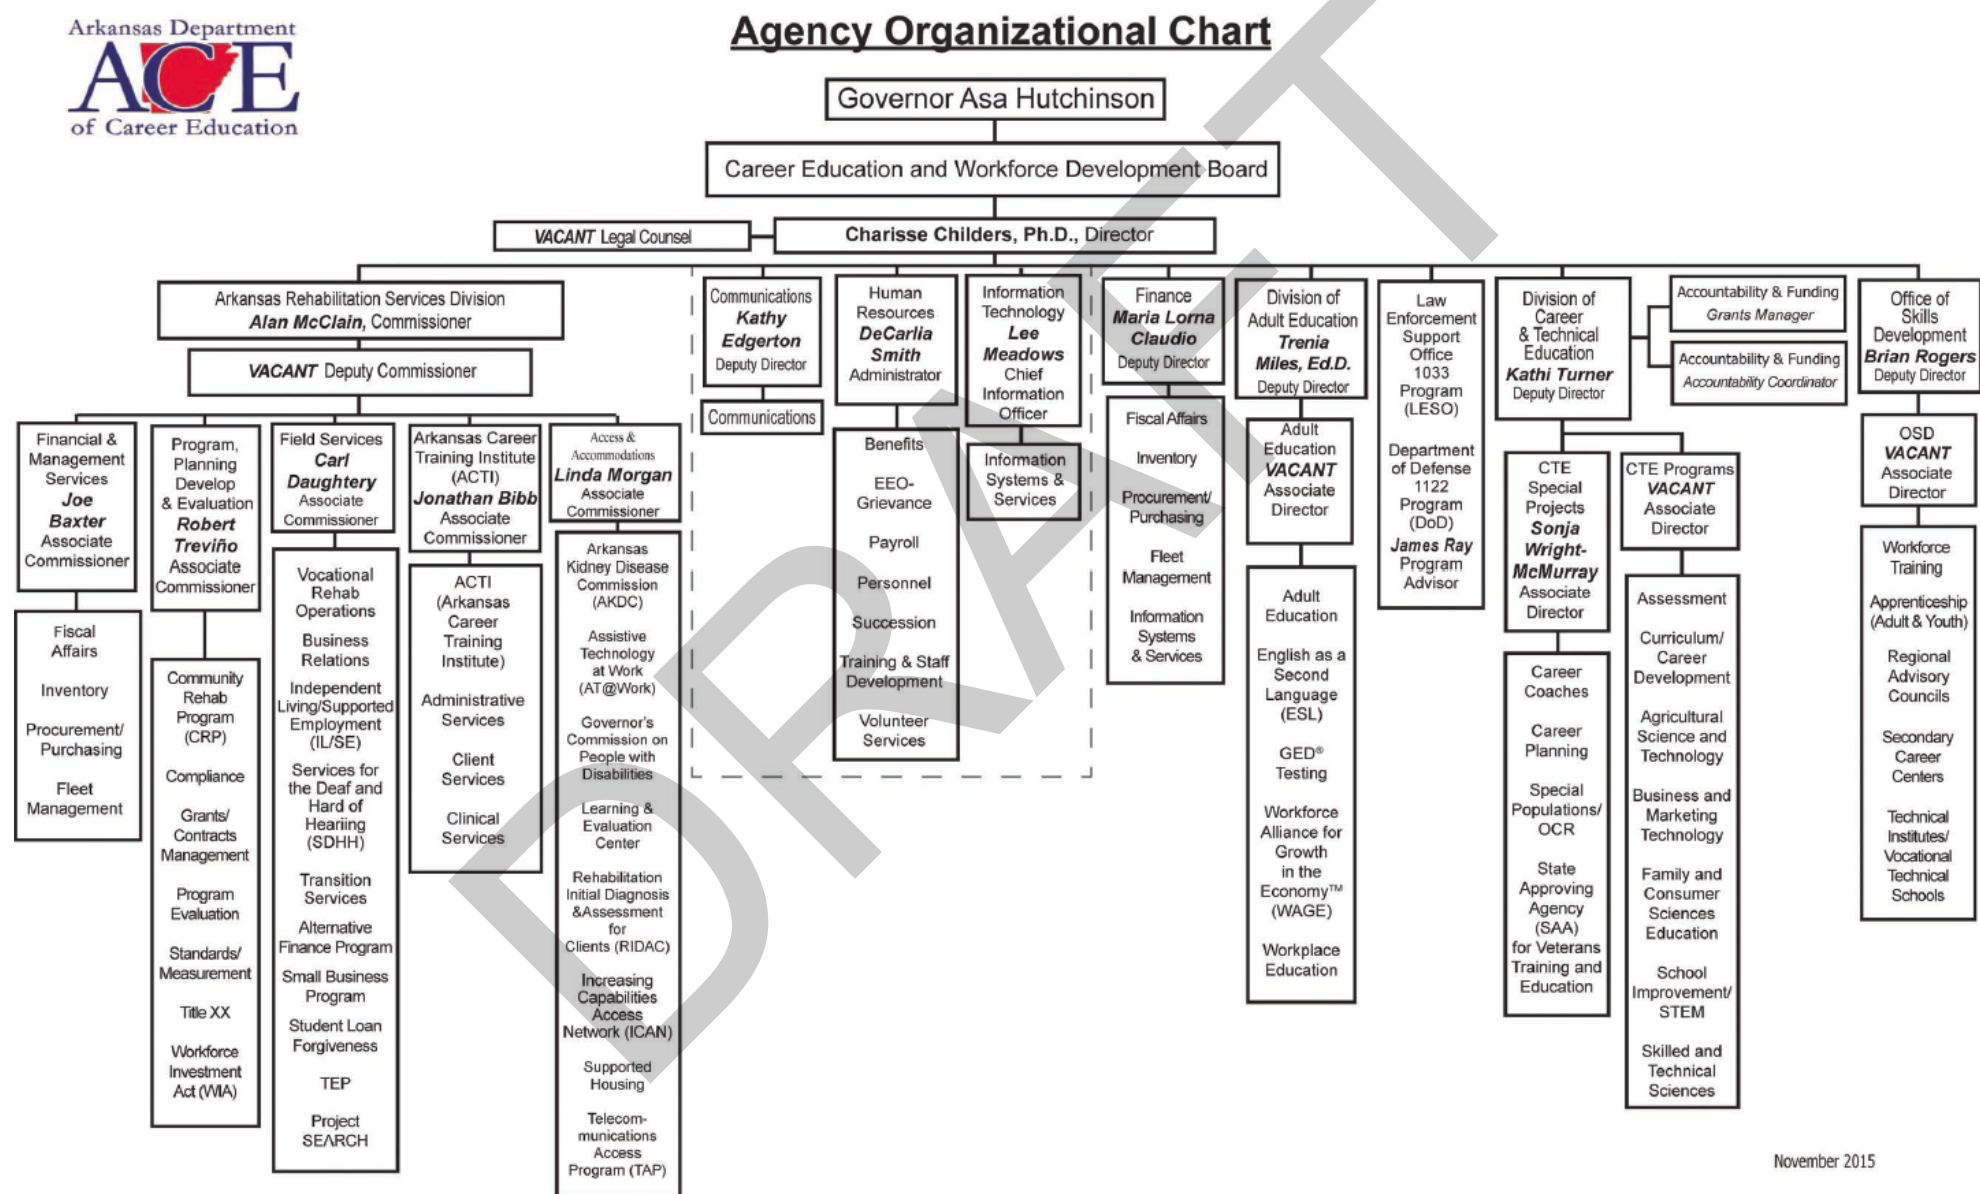 Arkansas Department
ACE
of Career Education
Agency Organizational Chart
Governor Asa Hutchinson
Career Education and Workforce Development Board
VACANT Legal Counsel
Charisse Childers, Ph.D., Director
Arkansas Rehabilitation Services Division
Alan McClain, Commissioner
VACANT Deputy Commissioner
Financial &
Management
Services
Joe
Baxter
Associate
Commissioner
Fiscal
Affairs
Inventory
Procurement/
Purchasing
Fleet
Management
Program,
Planning
Develop
& Evaluation
Robert
Treviño
Associate
Commissioner
Community
Rehab
Program
(CRP)
Compliance
Grants/
Contracts
Management
Program
Evaluation
Standards/
Measurement
Title XX
Workforce
Investment
Act (WIA)
Field Services
Carl
Daughtery
Associate
Commissioner
Vocational
Rehab
Operations
Business
Relations
Independent
Living/Supported
Employment
(IL/SE)
Services for
the Deaf and
Hard of
Heariing
(SDHH)
Transition
Services
Alternative
Finance Program
Small Business
Program
Student Loan
Forgiveness
TEP
Project
SEARCH
Arkansas Career
Training Institute
(ACTI)
Jonathan Bibb
Associate
Commissioner
ACTI
(Arkansas
Career
Training
Institute)
Administrative
Services
Client
Services
Clinical
Services
Access &
Accommodations
Linda Morgan
Associate
Commissioner
Arkansas
Kidney Disease
Commission
(AKDC)
Assistive
Technology
at Work
(AT@Work)
Governor's
Commission on
People with
Disabilities
Learning &
Evaluation
Center
Rehabilitation
Initial Diagnosis
&Assessment
for
Clients (RIDAC)
Increasing
Capabilities
Access
Network (ICAN)
Supported
Housing
Telecom-
munications
Access
Program (TAP)
Communications
Kathy
Edgerton
Deputy Director
Communications
Human
Resources
DeCarlia
Smith
Administrator
Benefits
EEO-
Grievance
Payroll
Personnel
Succession
Training & Staff
Development
Volunteer
Services
Information
Technology
Lee
Meadows
Chief
Information
Officer
Information
Systems &
Services
Finance
Maria Lorna
Claudio
Deputy Director
Fiscal Affairs
Inventory
Procurement/
Purchasing
Fleet
Management
Information
Systems
& Services
Division of
Adult Education
Trenia
Miles, Ed.D.
Deputy Director
Adult
Education
VACANT
Associate
Director
Adult
Education
English as a
Second
Language
(ESL)
GED®
Testing
Workforce
Alliance for
Growth
in the
Economy™
(WAGE)
Workplace
Education
Law
Enforcement
Support
Office
1033
Program
(LESO)
Department
of Defense
1122
Program
(DoD)
James Ray
Program
Advisor
Division of
Career
& Technical
Education
Kathi Turner
Deputy Director
Accountability & Funding
Grants Manager
Accountability & Funding
Accountability Coordinator
CTE
Special
Projects
Sonja
Wright-
McMurray
Associate
Director
Career
Coaches
Career
Planning
Special
Populations/
OCR
State
Approving
Agency
(SAA)
for Veterans
Training and
Education
CTE Programs
VACANT
Associate
Director
Assessment
Curriculum/
Career
Development
Agricultural
Science and
Technology
Business and
Marketing
Technology
Family and
Consumer
Sciences
Education
School
Improvement/
STEM
Skilled and
Technical
Sciences
Office of
Skills
Development
Brian Rogers
Deputy Director
OSD
VACANT
Associate
Director
Workforce
Training
Apprenticeship
(Adult & Youth)
Regional
Advisory
Councils
Secondary
Career
Centers
Technical
Institutes/
Vocational
Technical
Schools
DRAFT
November 2015